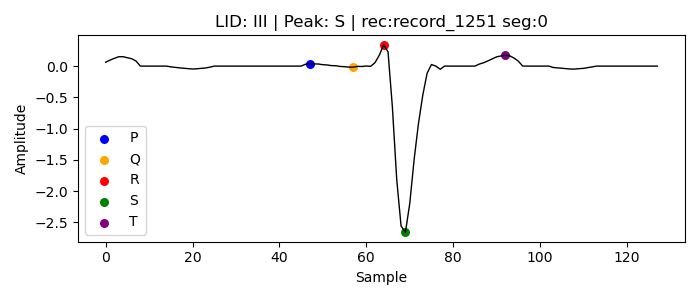 LID: III | Peak: S | rec:record_1251 seg:0
Amplitude
0.0
−0.5
−1.0
−1.5
−2.0
−2.5
P
Q
R
S
T
0
20
40
60
80
100
120
Sample